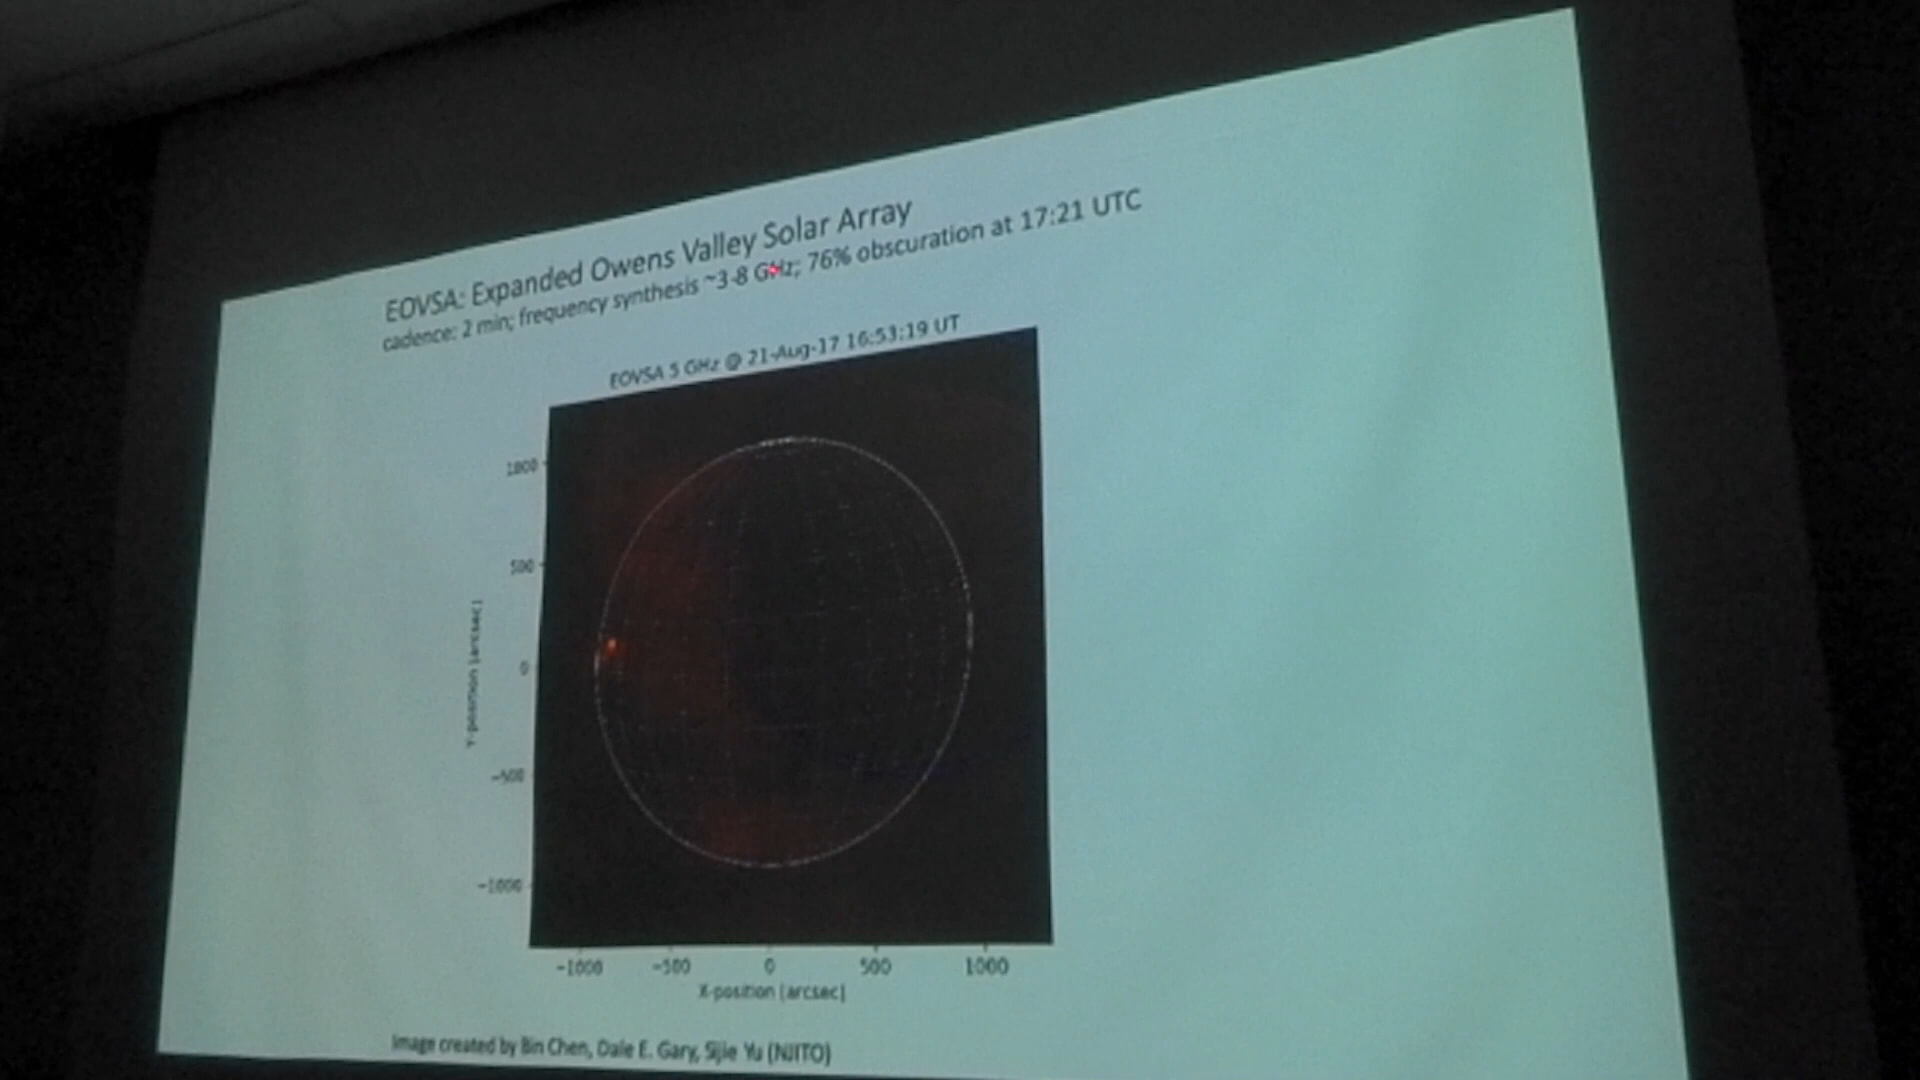 EOVSA: Expanded Owens Valley Solar Array
cadence: 2 min; frequency synthesis ~3-8 GHz; 76% obscuration at 17:21 UTC
EOVSA 5 GHz @ 21-Aug-17 16:53:19 UT
1000
500
0
-500
-1000
Y-position [arcsec]
-1000 -500 0 500 1000
X-position [arcsec]
Image created by Bin Chen, Dale E. Gary, Sijie Yu (NJITO)